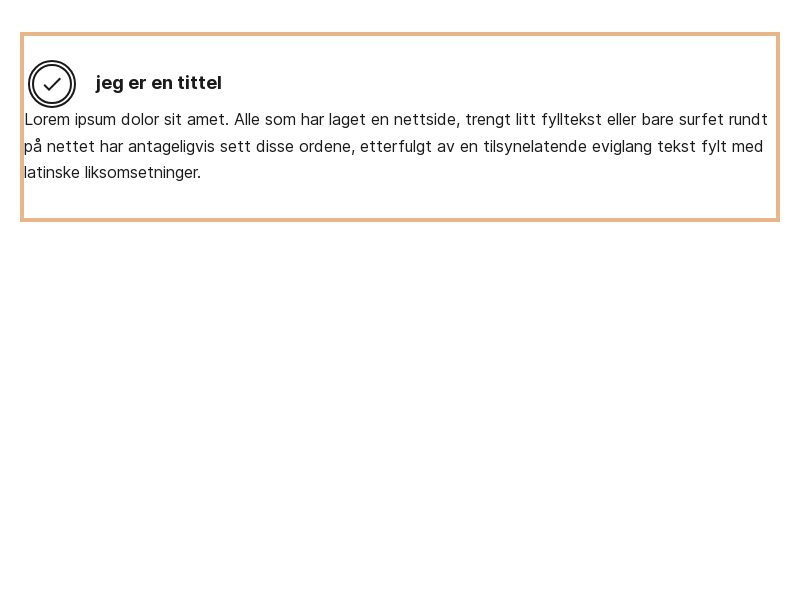 jeg er en tittel
Lorem ipsum dolor sit amet. Alle som har laget en nettside, trengt litt fylltekst eller bare surfet rundt
på nettet har antageligvis sett disse ordene, etterfulgt av en tilsynelatende eviglang tekst fylt med
latinske liksomsetninger.